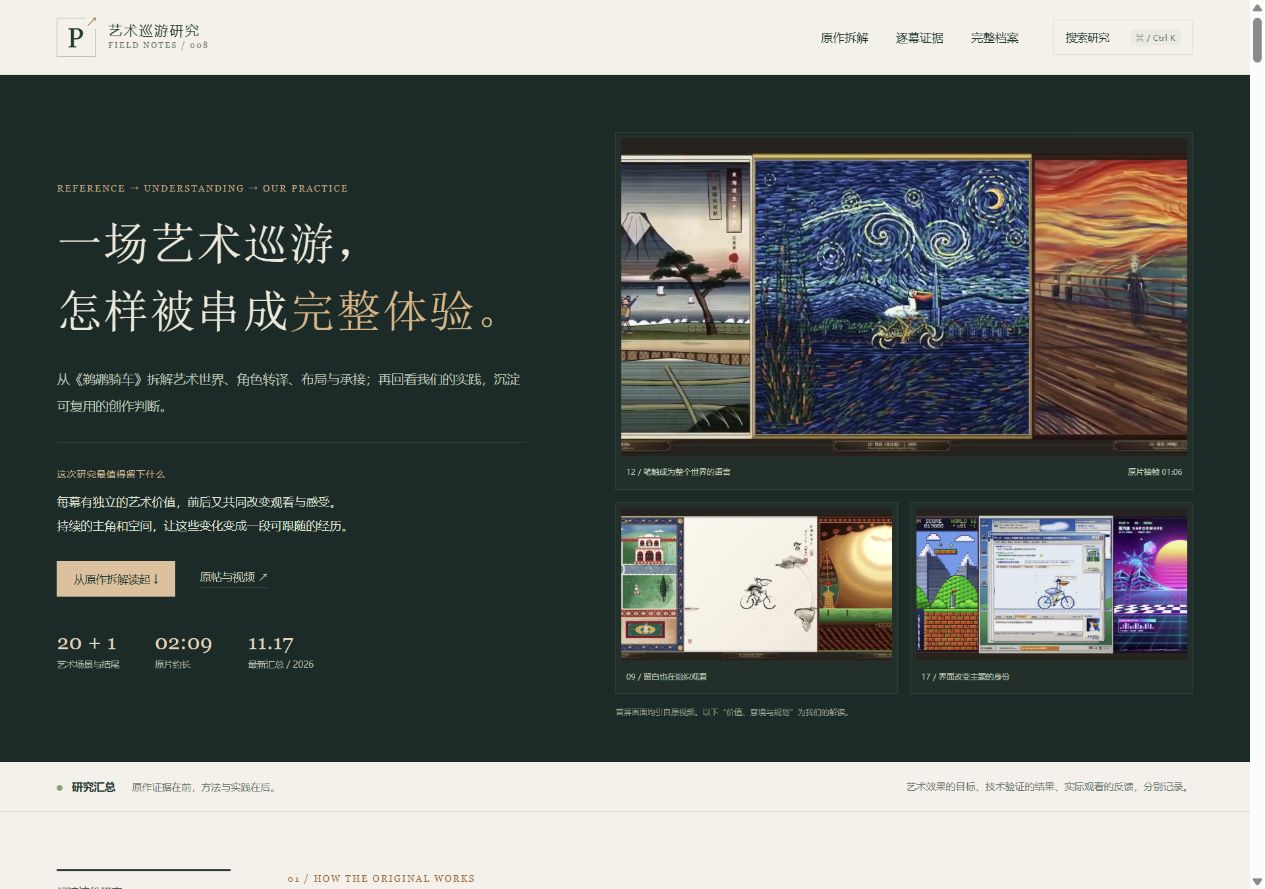 P
艺术巡游研究
FIELD NOTES / 008
原作拆解
逐幕证据
完整档案
搜索研究
⌘ / Ctrl K
REFERENCE → UNDERSTANDING → OUR PRACTICE
一场艺术巡游，
怎样被串成完整体验。
从《鹈鹕骑车》拆解艺术世界、角色转译、布局与承接；再回看我们的实践，沉淀
可复用的创作判断。
这次研究最值得留下什么
每幕有独立的艺术价值，前后又共同改变观看与感受。
持续的主角和空间，让这些变化变成一段可跟随的经历。
从原作拆解读起 ↓
原帖与视频 ↗
20 + 1
艺术场景与结尾
02:09
原片约长
11.17
最新汇总 / 2026
12 / 笔触成为整个世界的语言
原片抽帧 01:06
09 / 留白也在组织观看
17 / 界面改变主题的身份
首屏画面均引自原视频。以下“价值、意境与规划”为我们的解读。
研究汇总
原作证据在前，方法与实践在后。
艺术效果的目标、技术验证的结果、实际观看的反馈，分别记录。
01 / HOW THE ORIGINAL WORKS